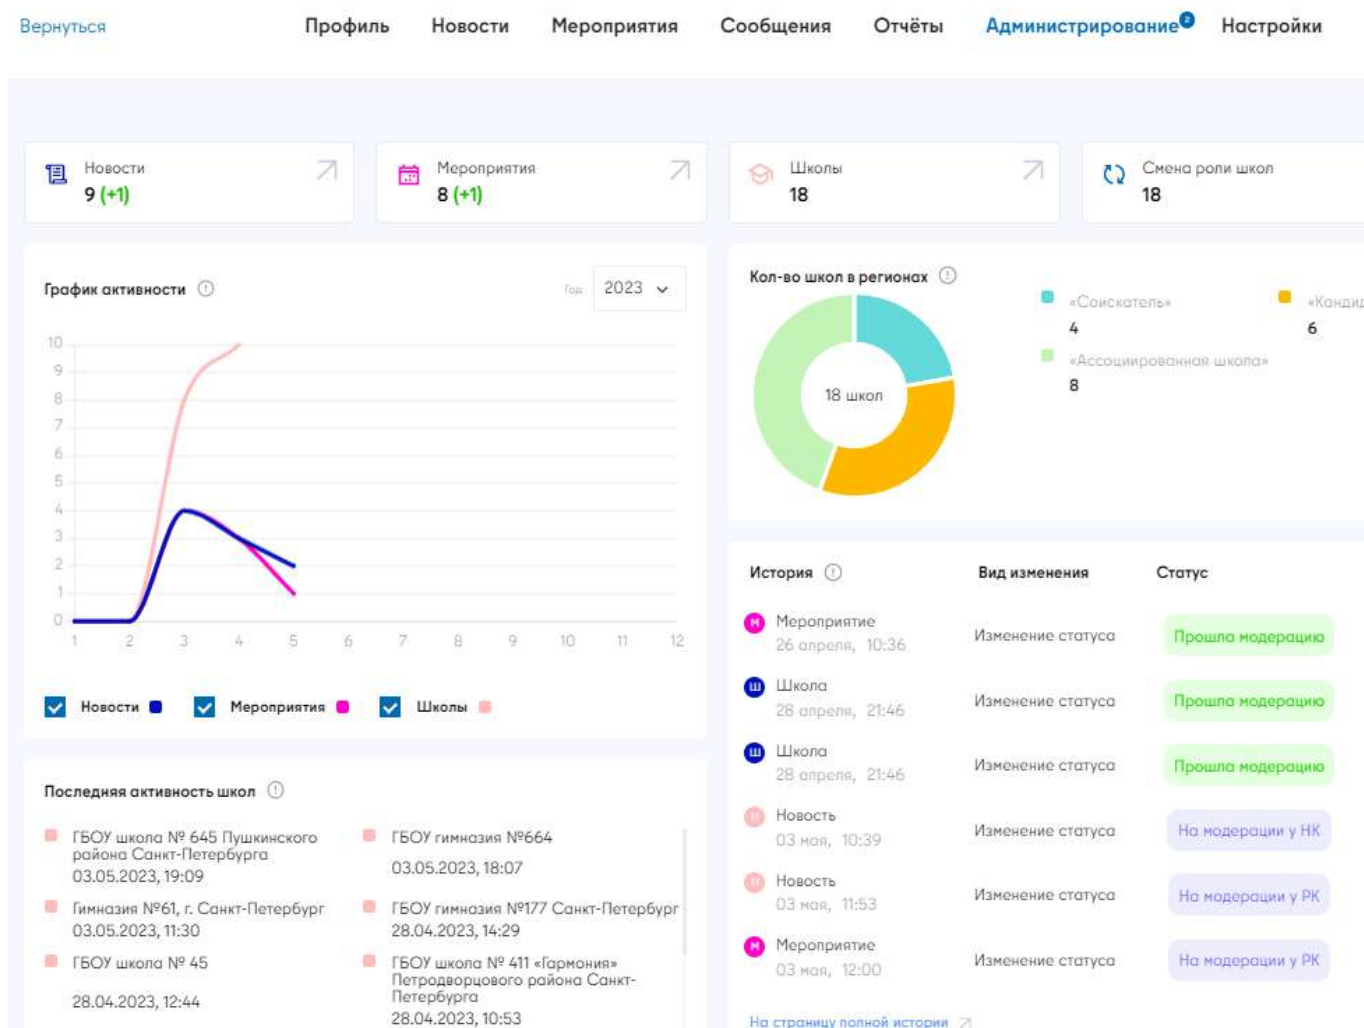 Вернуться Профиль Новости Мероприятия Сообщения Отчёты Администрирование 2 Настройки
Новости
9 (+1)
Мероприятия
8 (+1)
Школы
18
Смена роли школ
18
График активности
Год: 2023
10
9
8
7
6
5
4
3
2
1
0
1 2 3 4 5 6 7 8 9 10 11 12
Новости Мероприятия Школы
Кол-во школ в регионах
18 школ
«Соискатель»
4
«Кандид
6
«Ассоциированная школа»
8
Последняя активность школ
ГБОУ школа № 645 Пушкинского
района Санкт-Петербурга
03.05.2023, 19:09
ГБОУ гимназия №664
03.05.2023, 18:07
Гимназия №61, г. Санкт-Петербург
03.05.2023, 11:30
ГБОУ гимназия №177 Санкт-Петербург
28.04.2023, 14:29
ГБОУ школа № 45
28.04.2023, 12:44
ГБОУ школа № 411 «Гармония»
Петродворцового района Санкт-
Петербурга
28.04.2023, 10:53
История Вид изменения Статус
М Мероприятие
26 апреля, 10:36
Изменение статуса
Прошла модерацию
Ш Школа
28 апреля, 21:46
Изменение статуса
Прошла модерацию
Ш Школа
28 апреля, 21:46
Изменение статуса
Прошла модерацию
Новость
03 мая, 10:39
Изменение статуса
На модерации у НК
Новость
03 мая, 11:53
Изменение статуса
На модерации у РК
М Мероприятие
03 мая, 12:00
Изменение статуса
На модерации у РК
На страницу полной истории